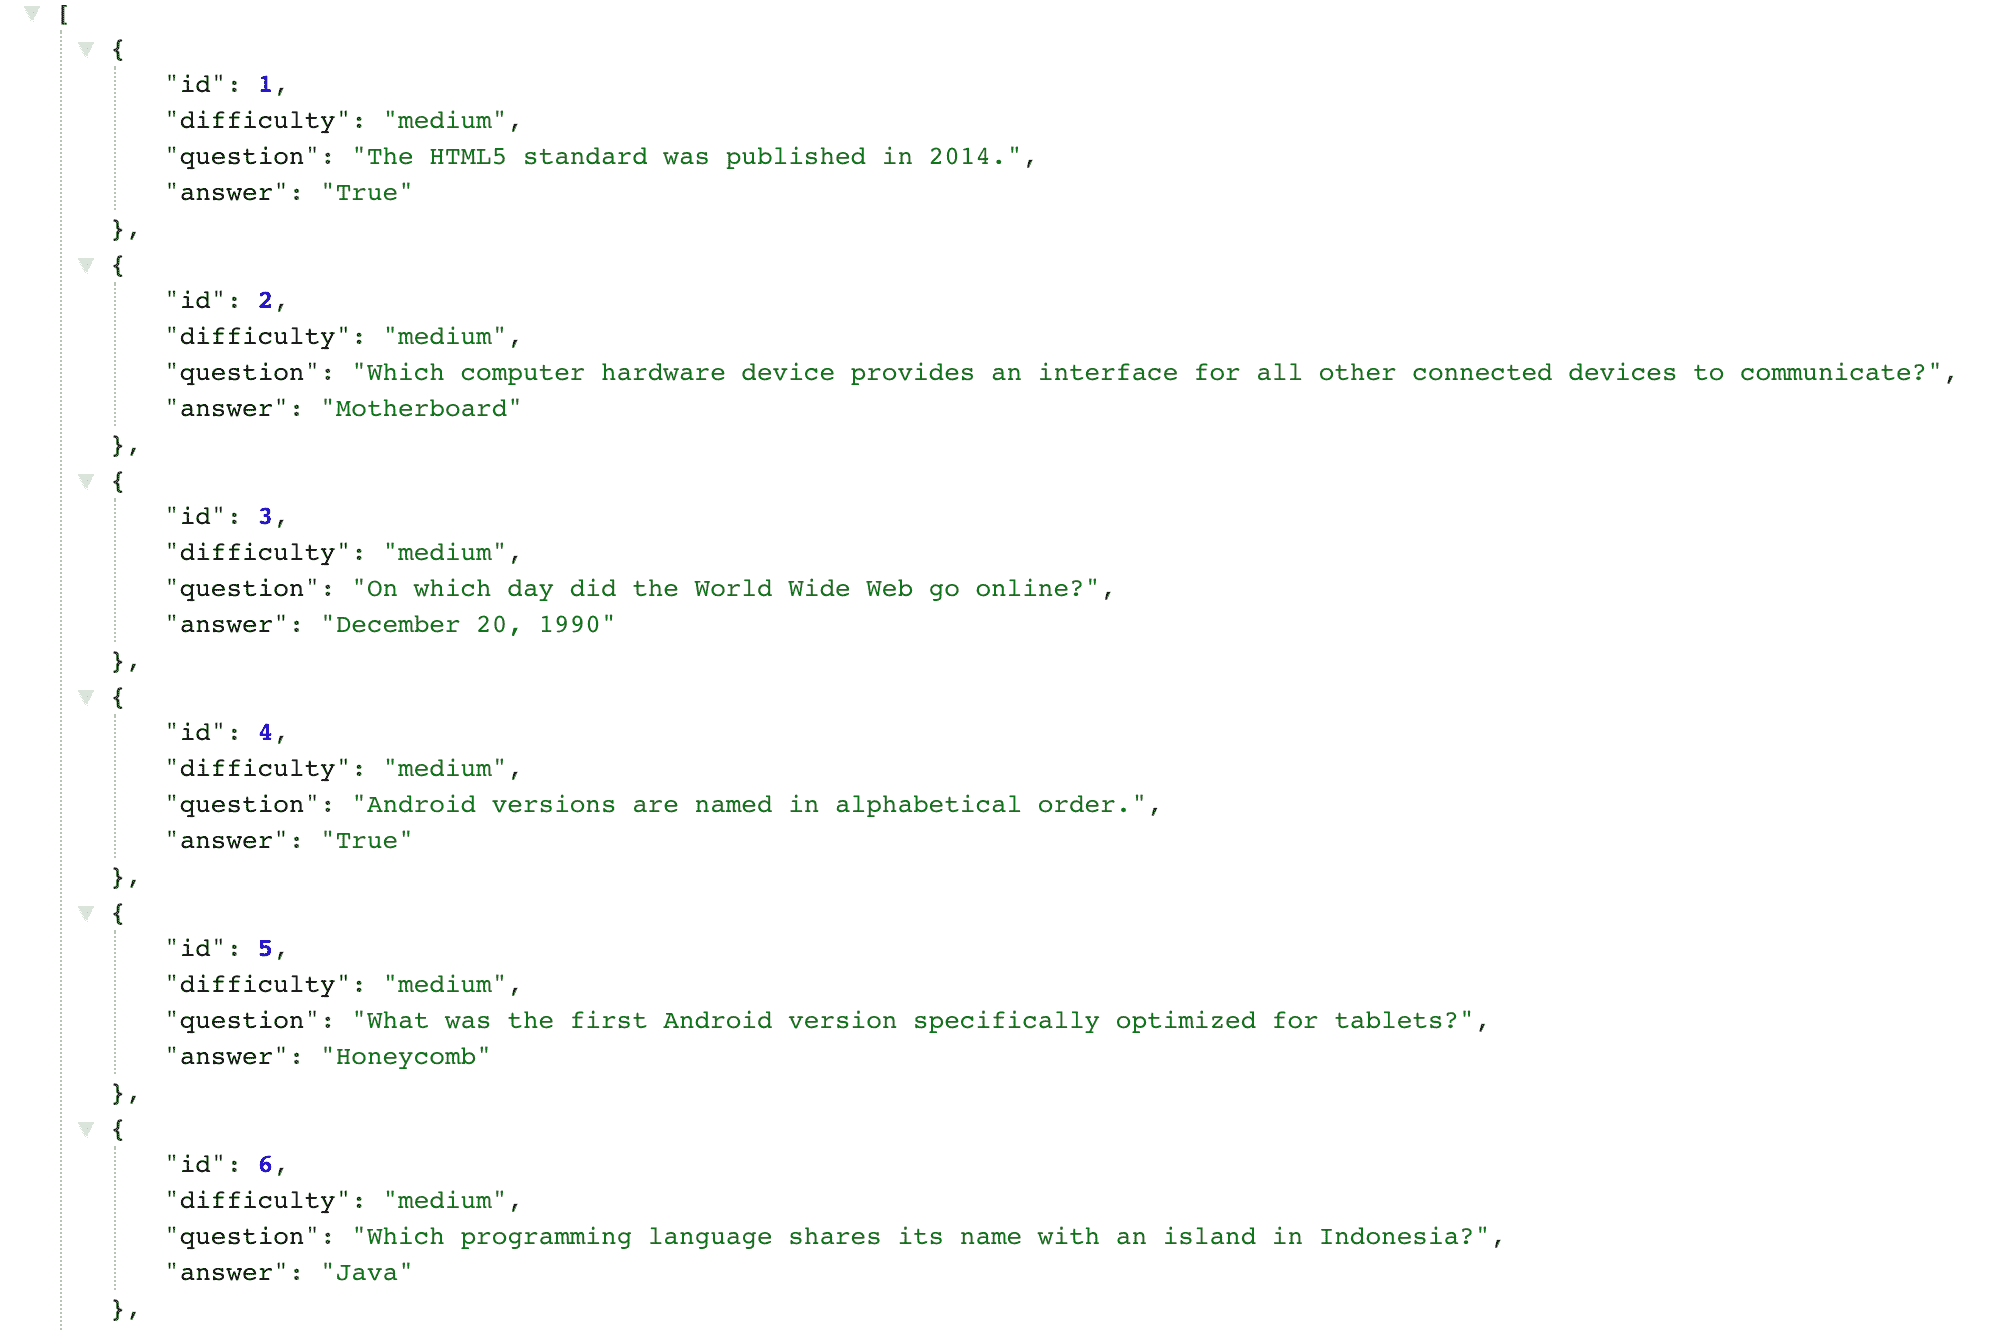 [
{
"id": 1,
"difficulty": "medium",
"question": "The HTML5 standard was published in 2014.",
"answer": "True"
},
{
"id": 2,
"difficulty": "medium",
"question": "Which computer hardware device provides an interface for all other connected devices to communicate?",
"answer": "Motherboard"
},
{
"id": 3,
"difficulty": "medium",
"question": "On which day did the World Wide Web go online?",
"answer": "December 20, 1990"
},
{
"id": 4,
"difficulty": "medium",
"question": "Android versions are named in alphabetical order.",
"answer": "True"
},
{
"id": 5,
"difficulty": "medium",
"question": "What was the first Android version specifically optimized for tablets?",
"answer": "Honeycomb"
},
{
"id": 6,
"difficulty": "medium",
"question": "Which programming language shares its name with an island in Indonesia?",
"answer": "Java"
},